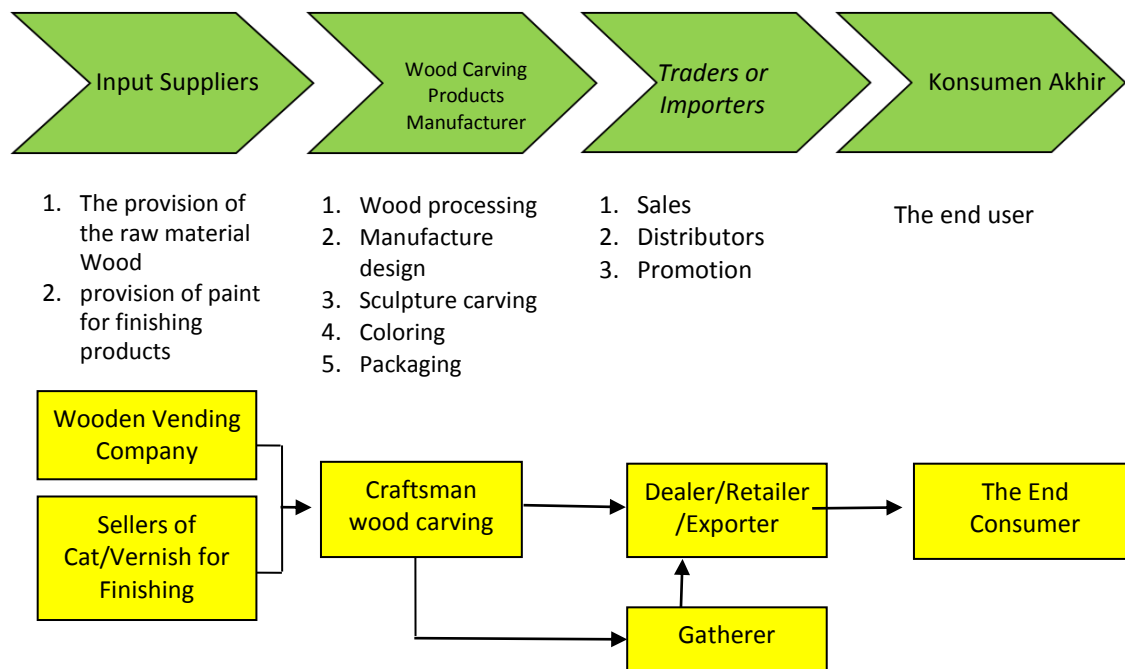 Input Suppliers
Wood Carving
Products
Manufacturer
Traders or
Importers
Konsumen Akhir
1. The provision of
the raw material
Wood
2. provision of paint
for finishing
products
1. Wood processing
2. Manufacture
design
3. Sculpture carving
4. Coloring
5. Packaging
1. Sales
2. Distributors
3. Promotion
The end user
Wooden Vending
Company
Sellers of
Cat/Vernish for
Finishing
Craftsman
wood carving
Dealer/Retailer
/Exporter
The End
Consumer
Gatherer